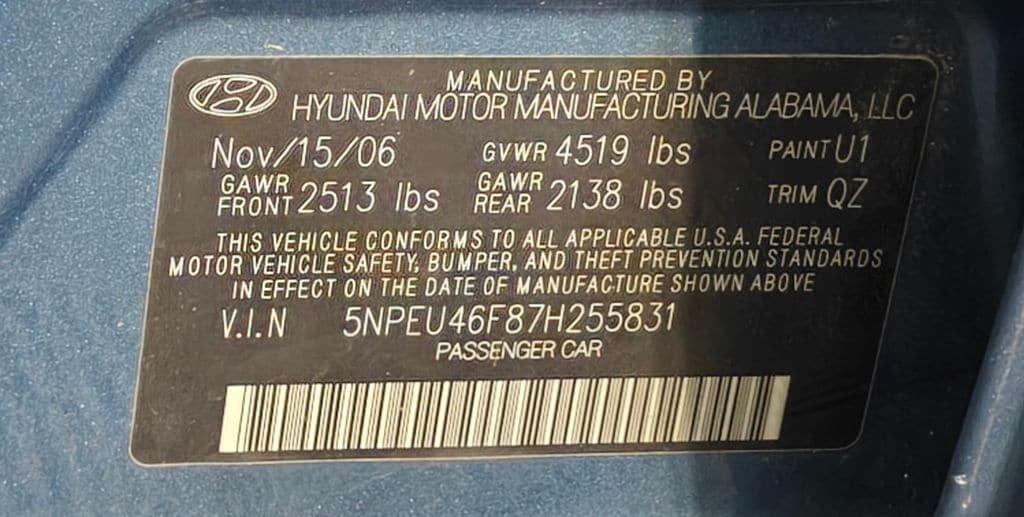 MANUFACTURED BY
HYUNDAI MOTOR MANUFACTURING ALABAMA, LLC
Nov/15/06 GVWR 4519 lbs PAINT U1
GAWR FRONT 2513 lbs GAWR REAR 2138 lbs TRIM QZ
THIS VEHICLE CONFORMS TO ALL APPLICABLE U.S.A. FEDERAL
MOTOR VEHICLE SAFETY, BUMPER, AND THEFT PREVENTION STANDARDS
IN EFFECT ON THE DATE OF MANUFACTURE SHOWN ABOVE
V.I.N 5NPEU46F87H255831
PASSENGER CAR